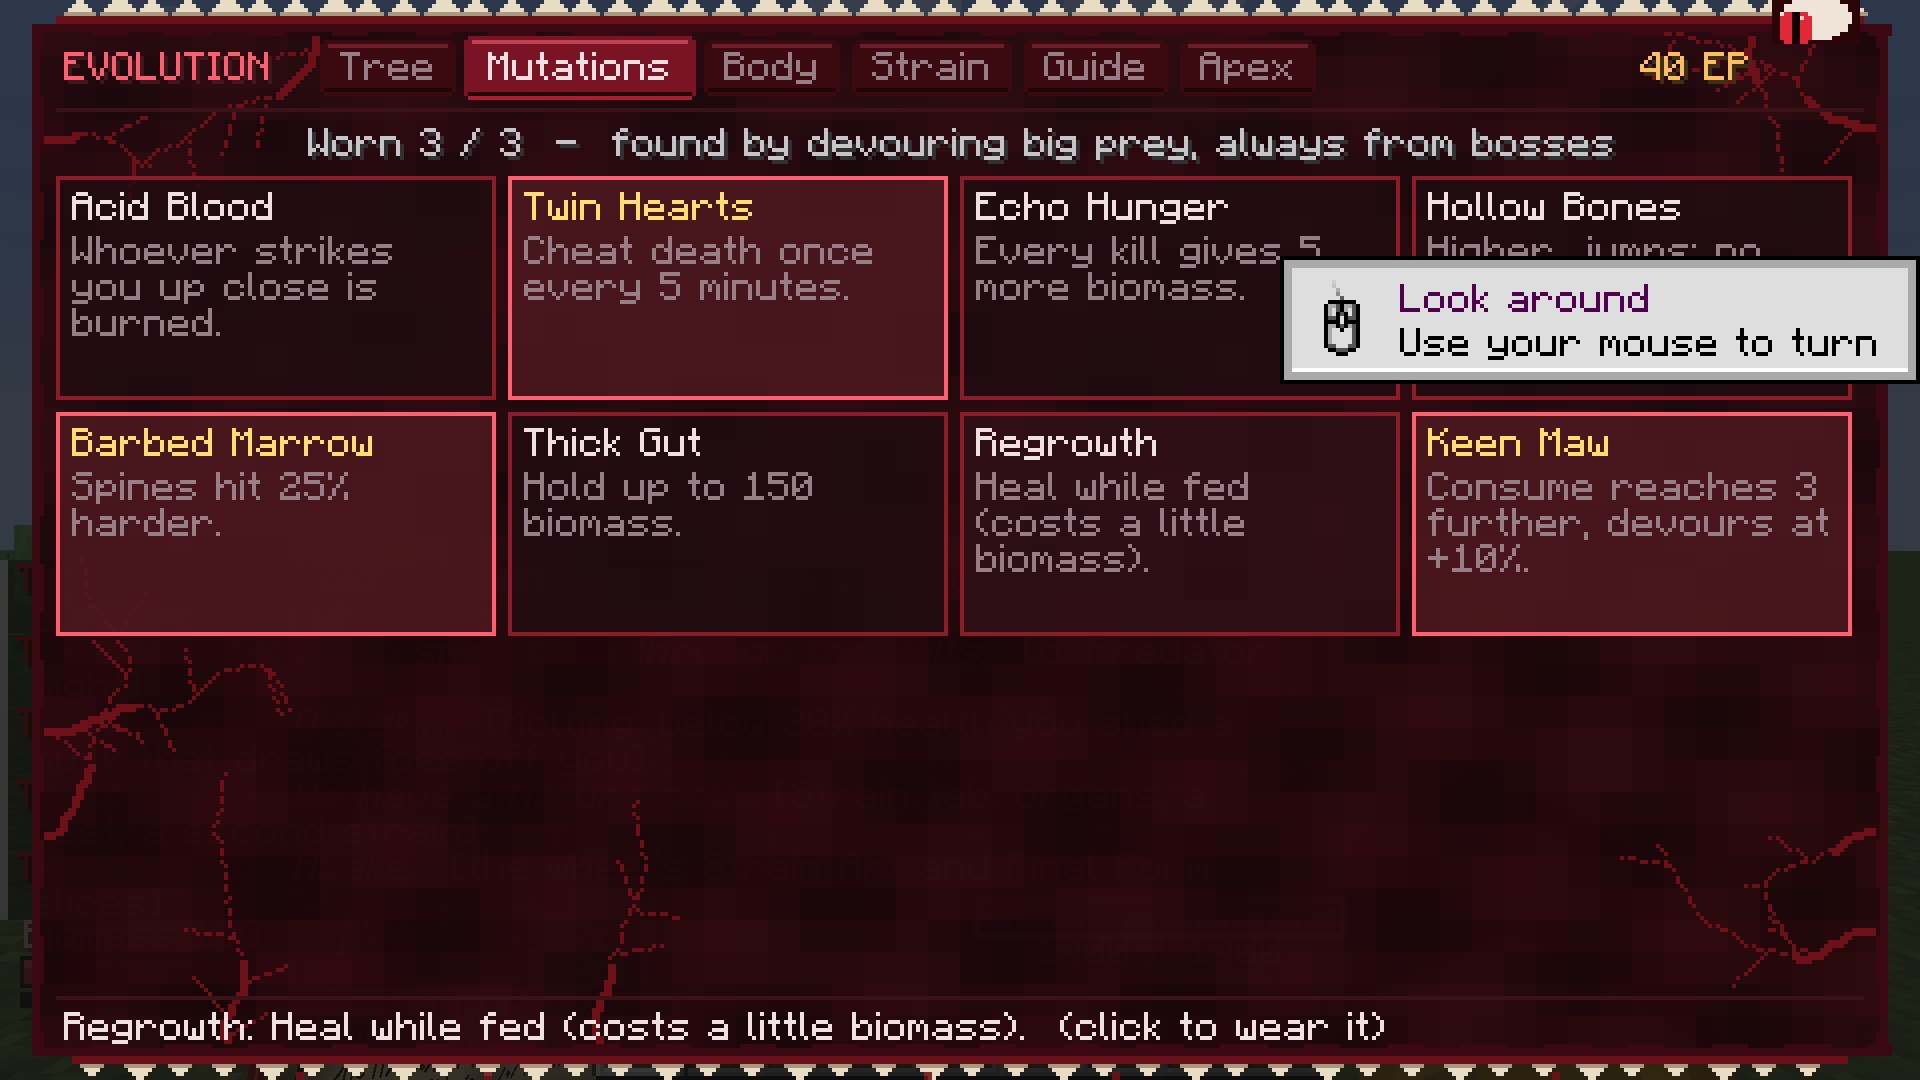 EVOLUTION Tree Mutations Body Strain Guide Apex 40 EP
Worn 3 / 3 - found by devouring big prey, always from bosses
Acid Blood
Whoever strikes
you up close is
burned.
Twin Hearts
Cheat death once
every 5 minutes.
Echo Hunger
Every kill gives 5
more biomass.
Hollow Bones
Higher jumps; no
Look around
Use your mouse to turn
Barbed Marrow
Spines hit 25%
harder.
Thick Gut
Hold up to 150
biomass.
Regrowth
Heal while fed
(costs a little
biomass).
Keen Maw
Consume reaches 3
further, devours at
+10%.
Regrowth: Heal while fed (costs a little biomass). (click to wear it)